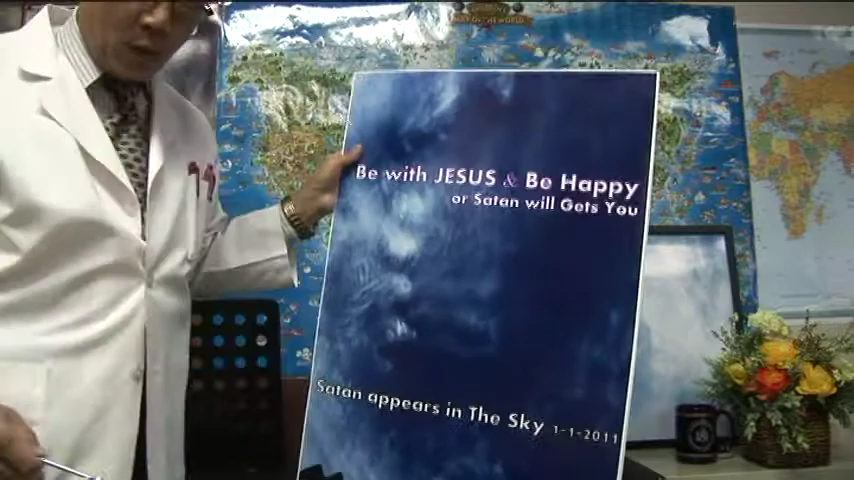 Be with JESUS & Be Happy
or Satan will Gets You
Satan appears in The Sky 1-1-2011